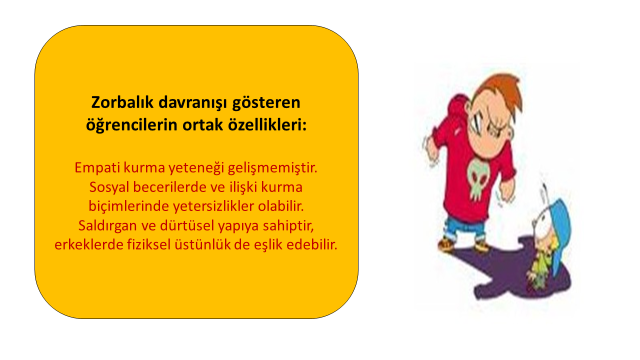 Zorbalık davranışı gösteren
öğrencilerin ortak özellikleri:
Empati kurma yeteneği gelişmemiştir.
Sosyal becerilerde ve ilişki kurma
biçimlerinde yetersizlikler olabilir.
Saldırgan ve dürtüsel yapıya sahiptir,
erkeklerde fiziksel üstünlük de eşlik edebilir.